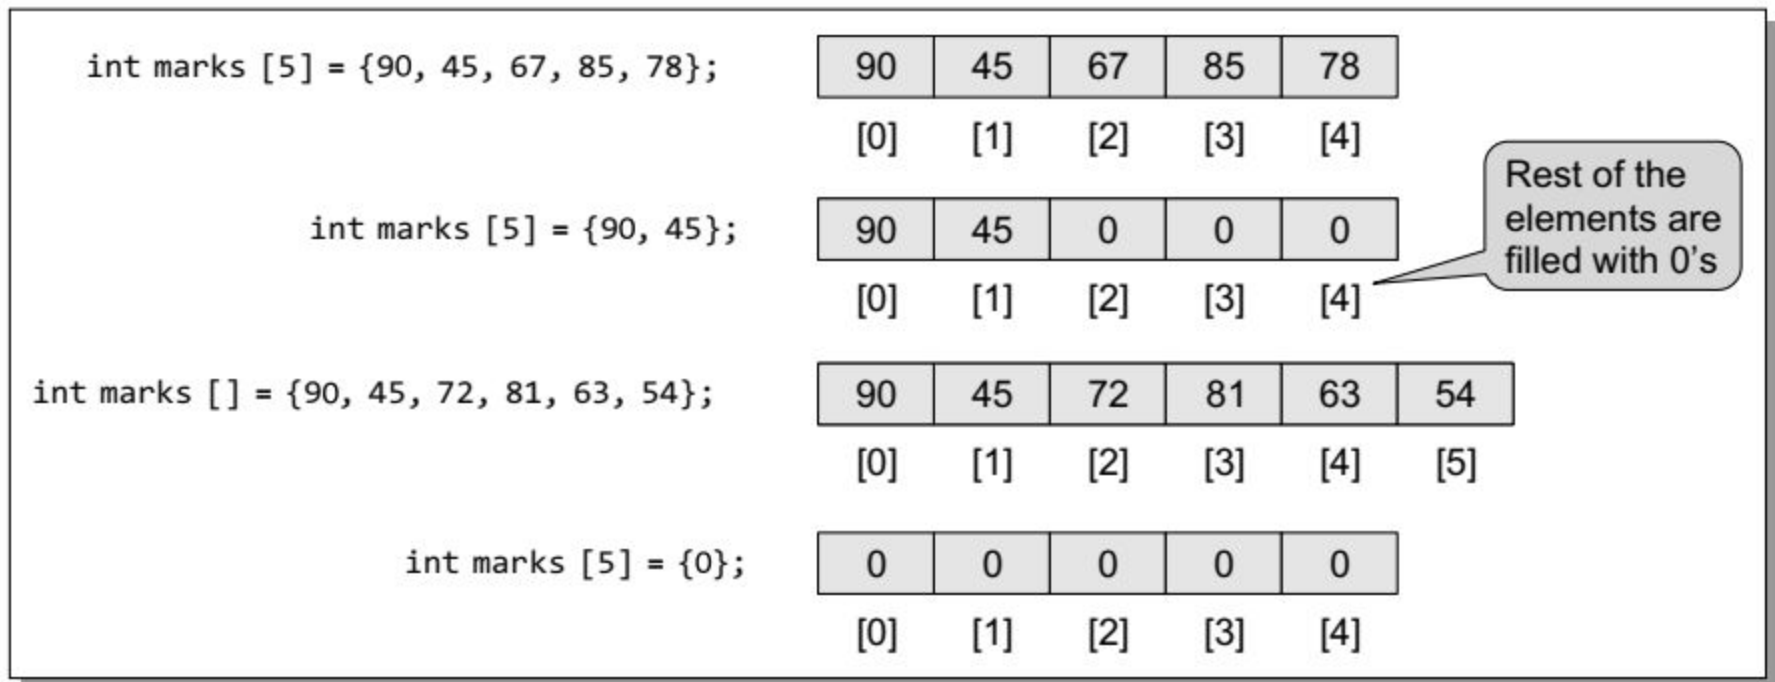 int marks [5] = {90, 45, 67, 85, 78};
90 45 67 85 78
[0] [1] [2] [3] [4]
int marks [5] = {90, 45};
90 45 0 0 0
[0] [1] [2] [3] [4]
Rest of the
elements are
filled with 0's
int marks [] = {90, 45, 72, 81, 63, 54};
90 45 72 81 63 54
[0] [1] [2] [3] [4] [5]
int marks [5] = {0};
0 0 0 0 0
[0] [1] [2] [3] [4]